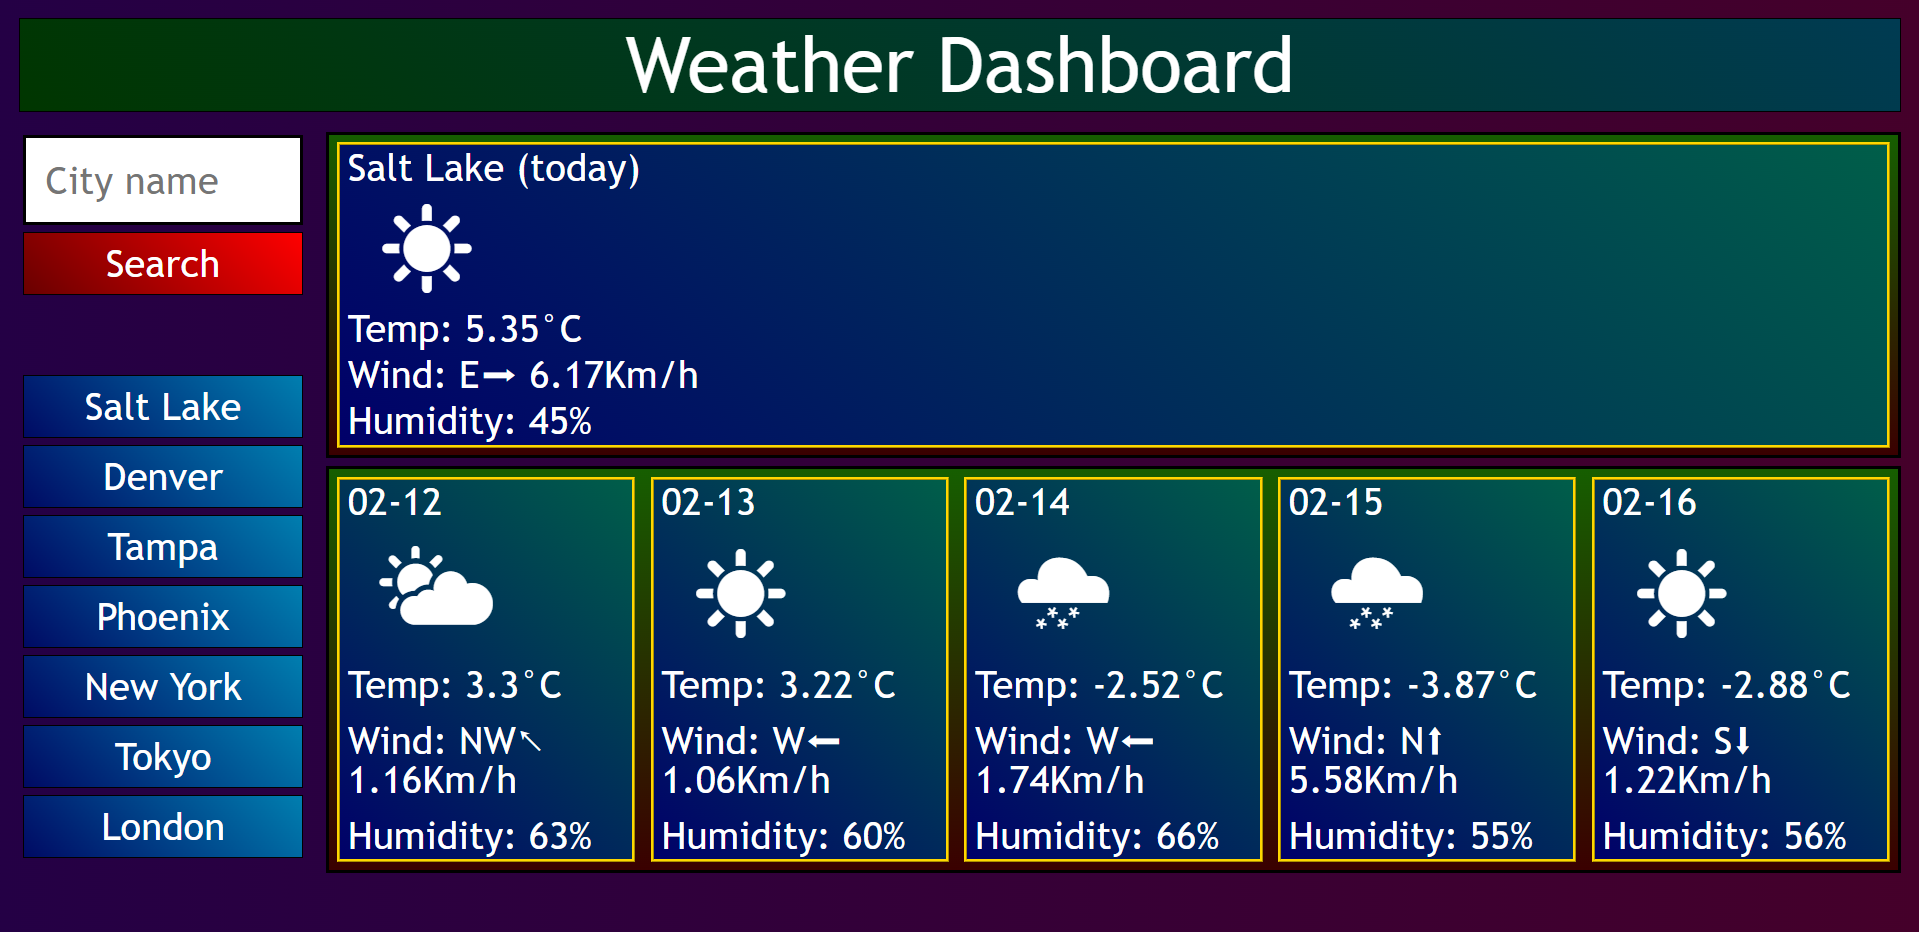 Weather Dashboard
City name
Search
Salt Lake
Denver
Tampa
Phoenix
New York
Tokyo
London
Salt Lake (today)
Temp: 5.35°C
Wind: E→ 6.17Km/h
Humidity: 45%
02-12
Temp: 3.3°C
Wind: NW↖
1.16Km/h
Humidity: 63%
02-13
Temp: 3.22°C
Wind: W←
1.06Km/h
Humidity: 60%
02-14
Temp: -2.52°C
Wind: W←
1.74Km/h
Humidity: 66%
02-15
Temp: -3.87°C
Wind: N↑
5.58Km/h
Humidity: 55%
02-16
Temp: -2.88°C
Wind: S↓
1.22Km/h
Humidity: 56%